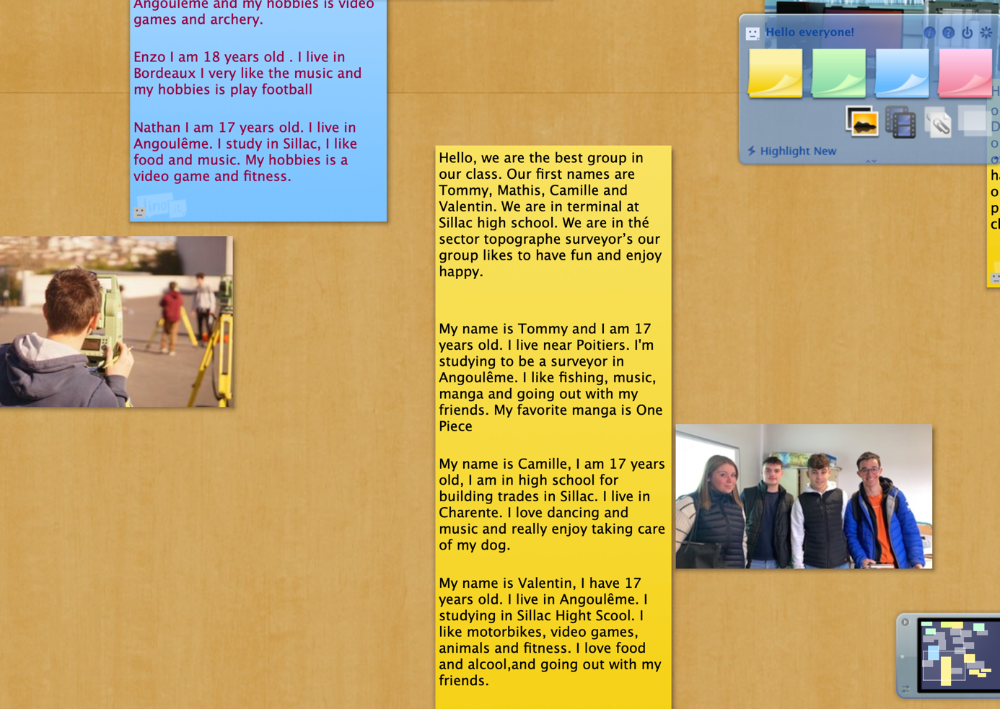 Angoulême and my hobbies is video
games and archery.
Enzo I am 18 years old . I live in
Bordeaux I very like the music and
my hobbies is play football
Nathan I am 17 years old. I live in
Angoulême. I study in Sillac, I like
food and music. My hobbies is a
video game and fitness.
lino it
Hello, we are the best group in
our class. Our first names are
Tommy, Mathis, Camille and
Valentin. We are in terminal at
Sillac high school. We are in thé
sector topographe surveyor's our
group likes to have fun and enjoy
happy.
My name is Tommy and I am 17
years old. I live near Poitiers. I'm
studying to be a surveyor in
Angoulême. I like fishing, music,
manga and going out with my
friends. My favorite manga is One
Piece
My name is Camille, I am 17 years
old, I am in high school for
building trades in Sillac. I live in
Charente. I love dancing and
music and really enjoy taking care
of my dog.
My name is Valentin, I have 17
years old. I live in Angoulême. I
studying in Sillac Hight Scool. I
like motorbikes, video games,
animals and fitness. I love food
and alcool,and going out with my
friends.
Ultimaker
Hello everyone!
Highlight New